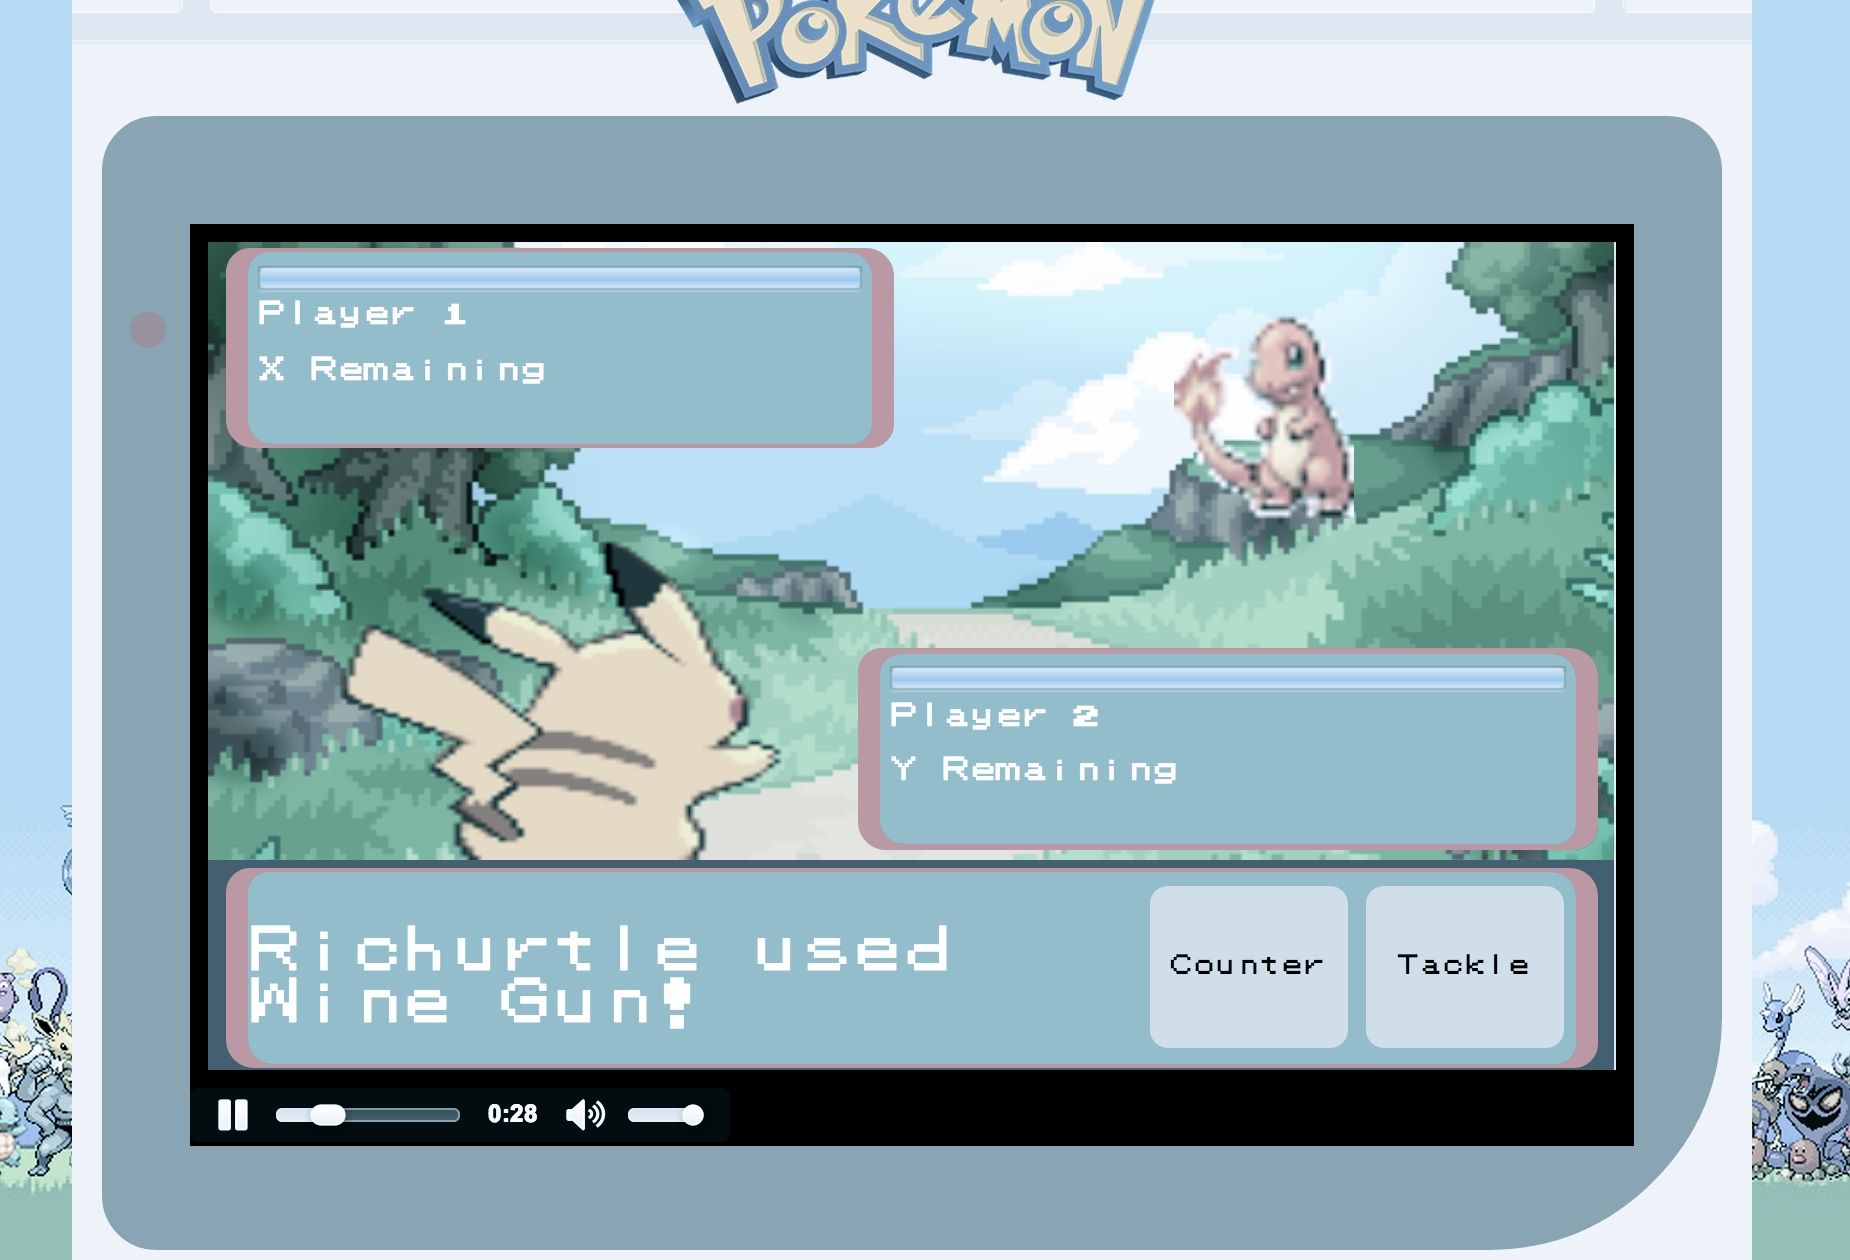 POKéMON
Player 1
X Remaining
Player 2
Y Remaining
Richurtle used
Wine Gun!
Counter
Tackle
0:28